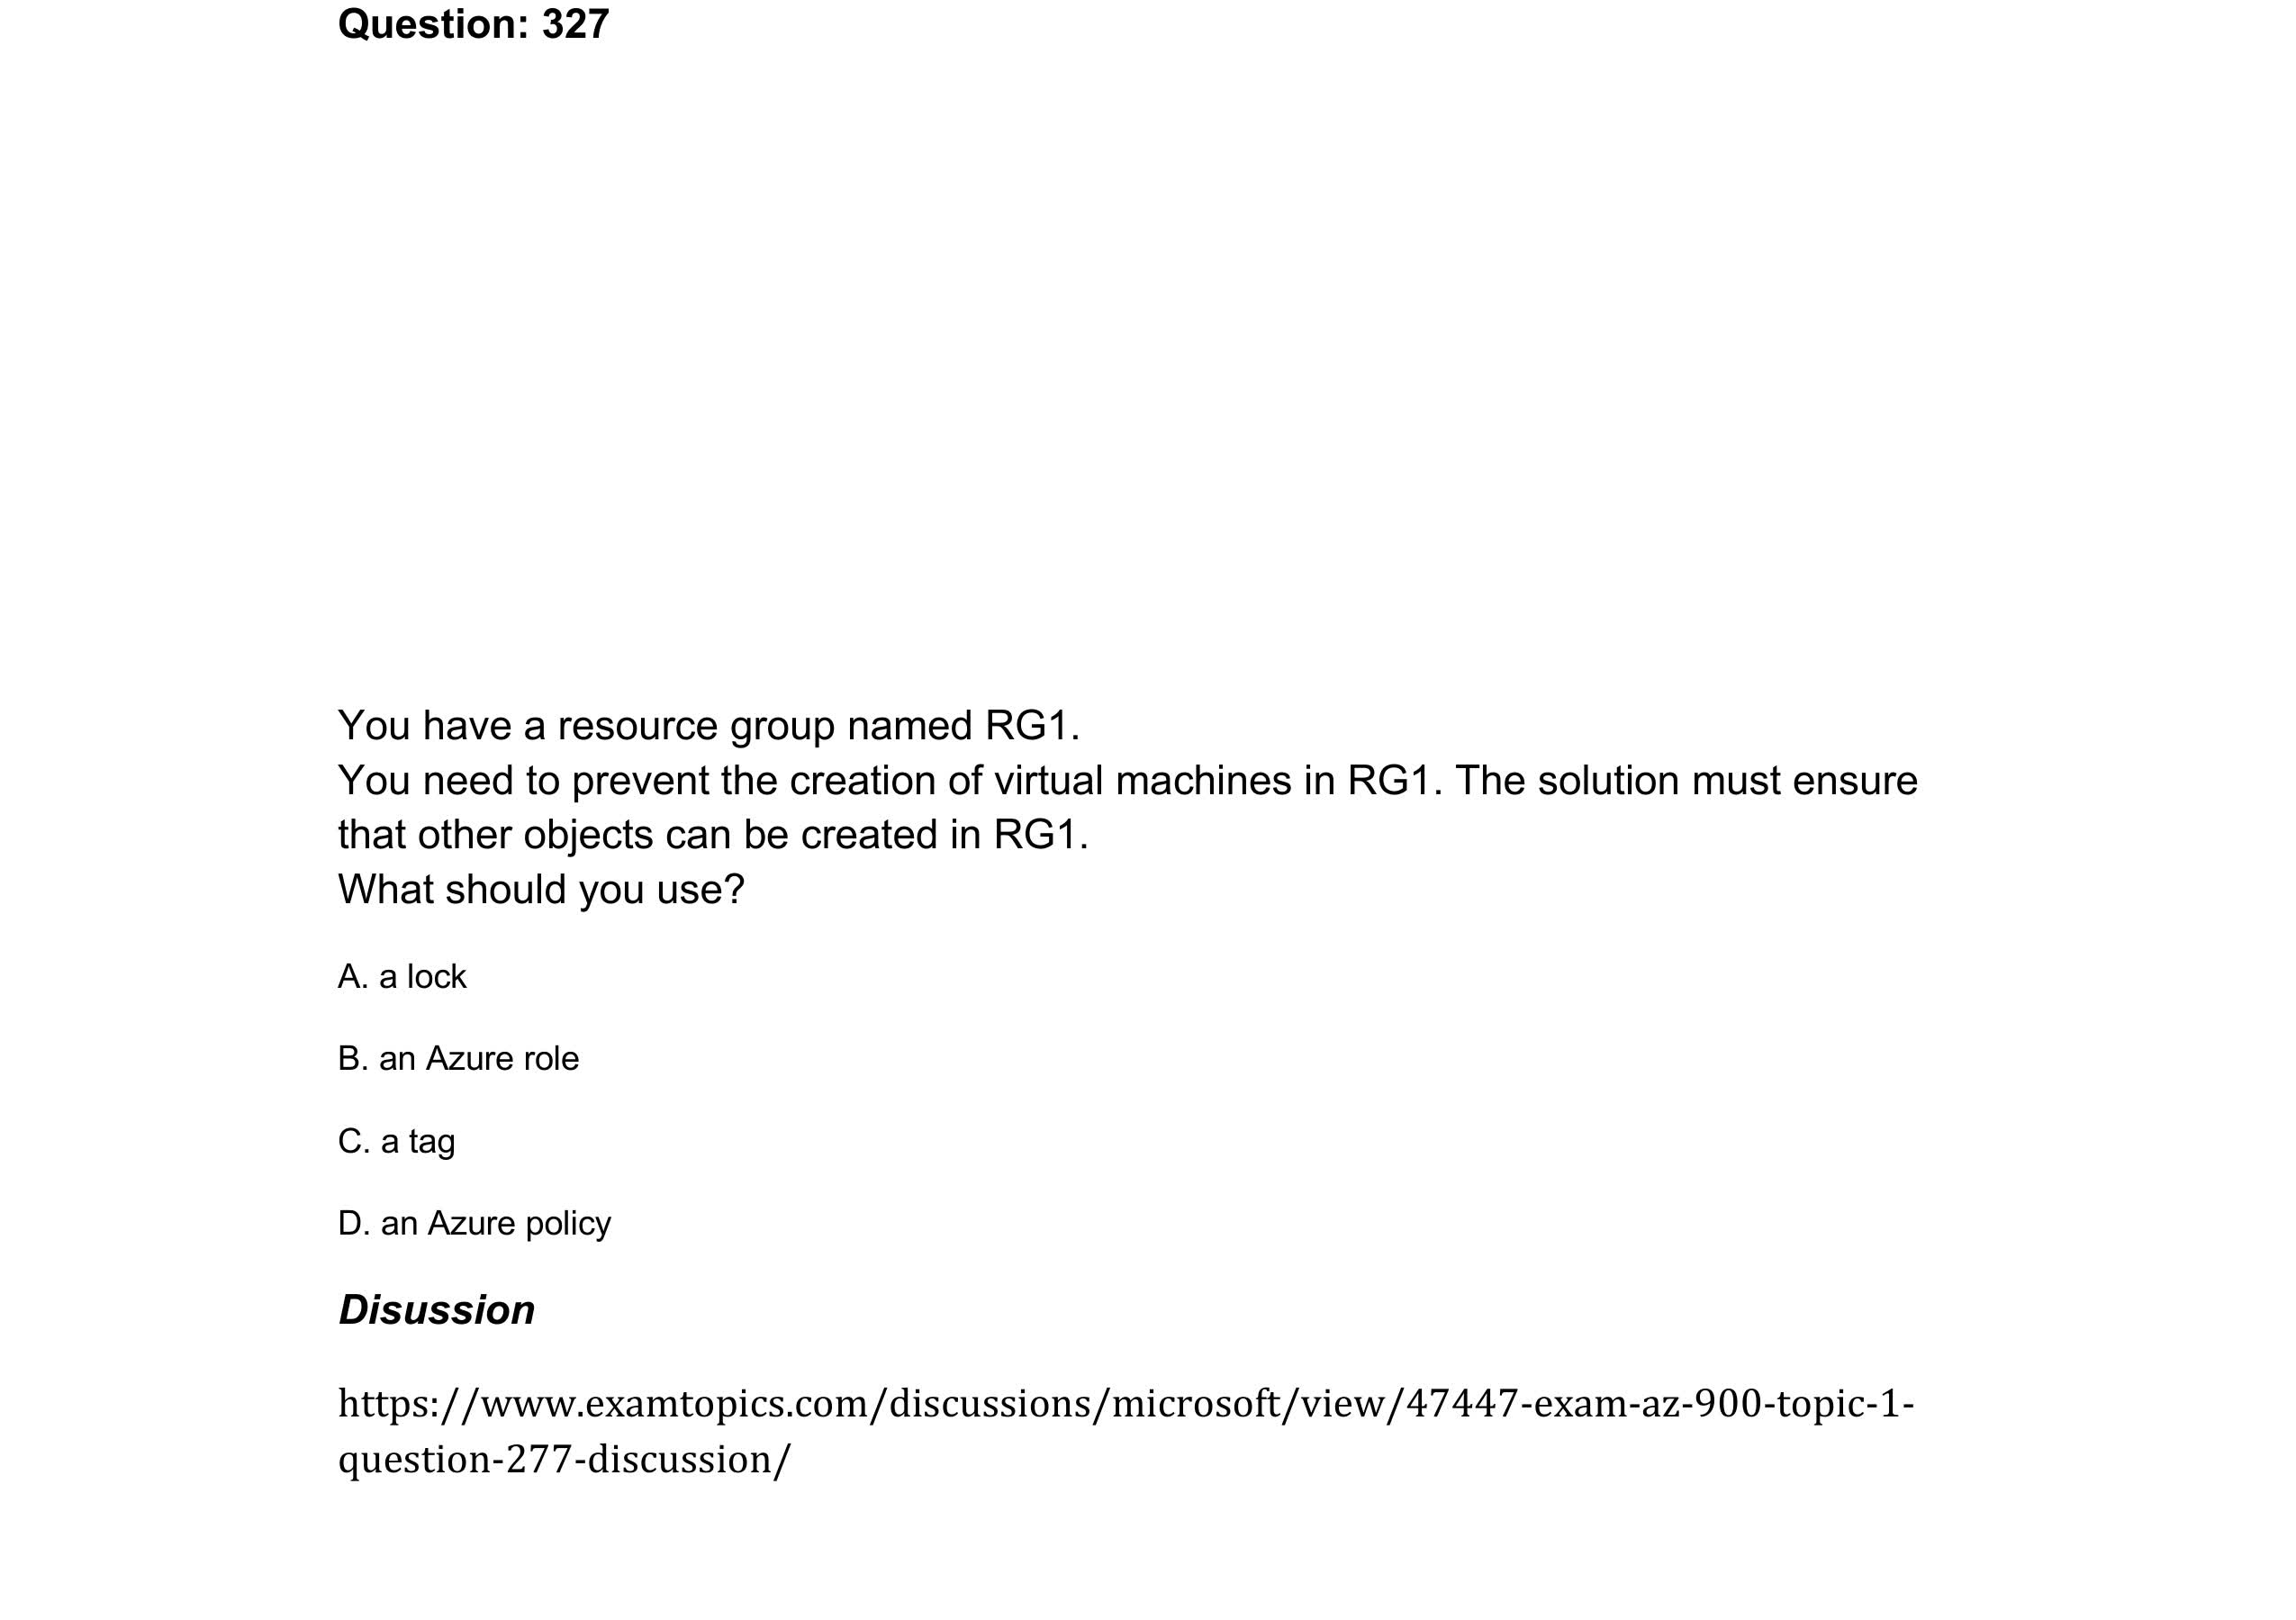 Question: 327
You have a resource group named RG1.
You need to prevent the creation of virtual machines in RG1. The solution must ensure
that other objects can be created in RG1.
What should you use?
A. a lock
B. an Azure role
C. a tag
D. an Azure policy
Disussion
https://www.examtopics.com/discussions/microsoft/view/47447-exam-az-900-topic-1-
question-277-discussion/